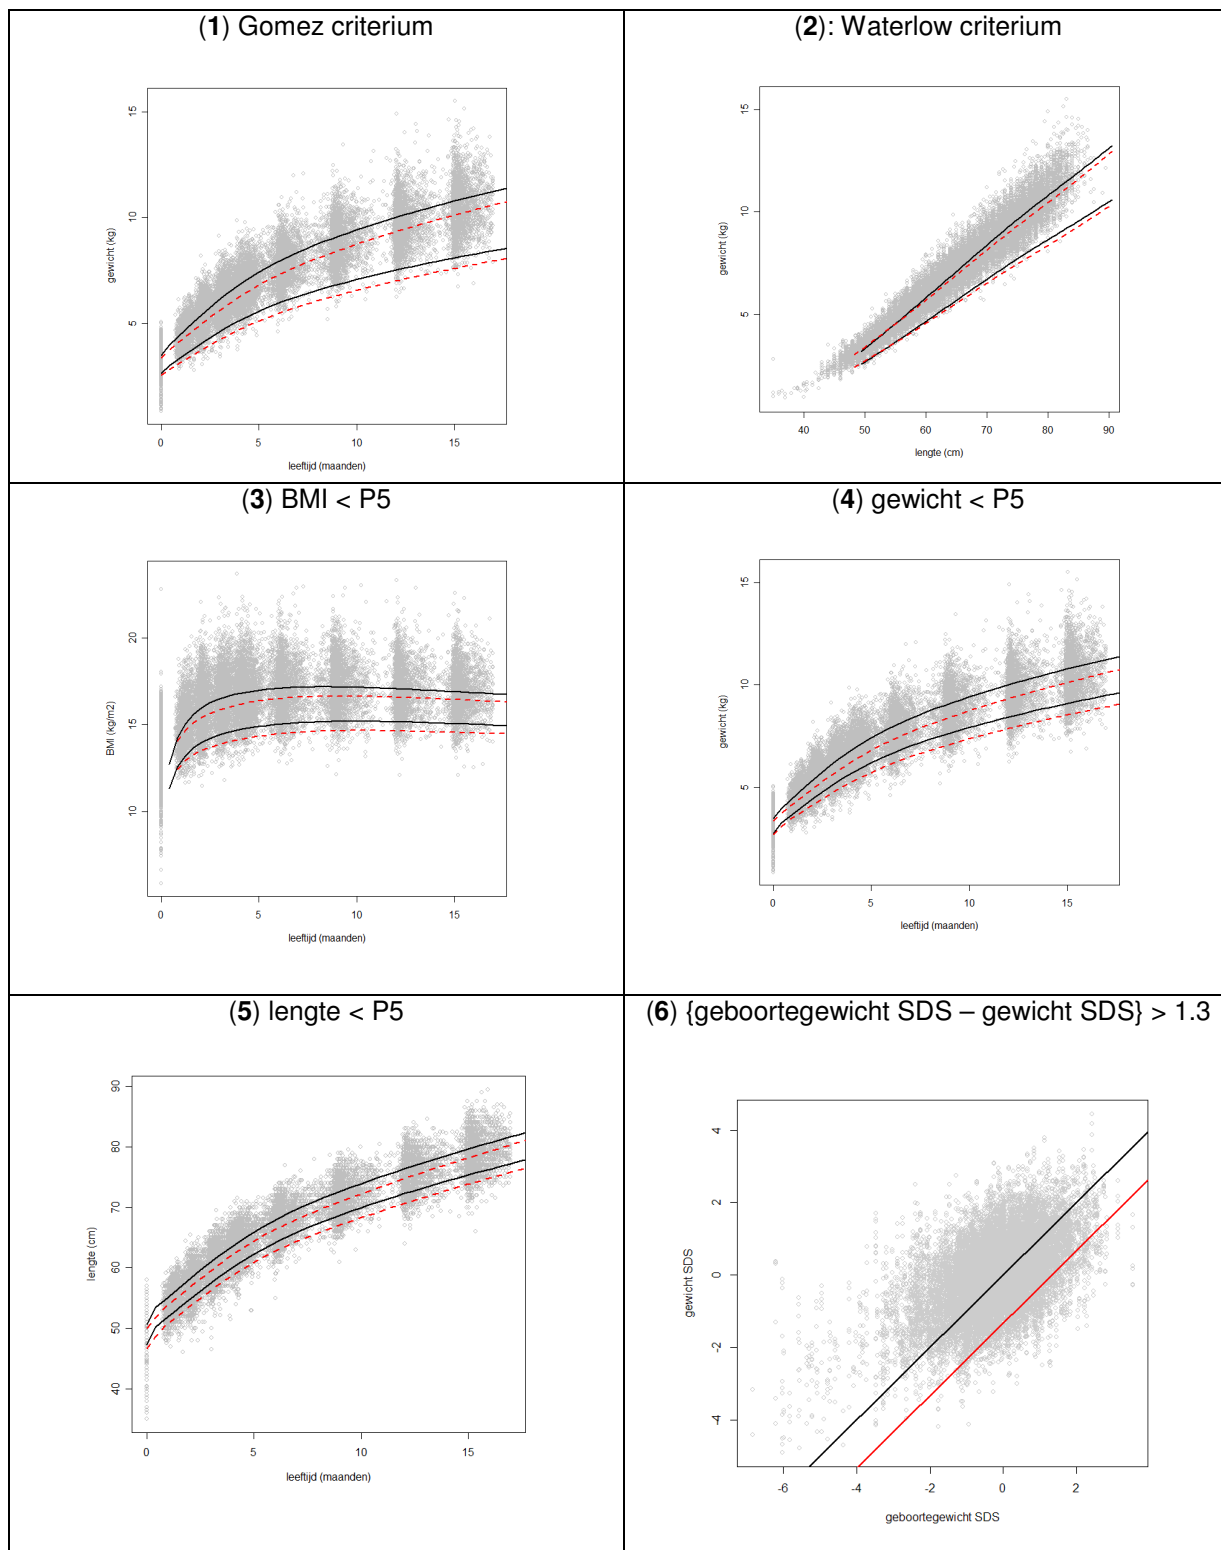 (1) Gomez criterium
15
10
5
gewicht (kg)
0 5 10 15
leeftijd (maanden)
(2): Waterlow criterium
15
10
5
0
gewicht (kg)
40 50 60 70 80 90
lengte (cm)
(3) BMI < P5
20
15
10
BMI (kg/m2)
0 5 10 15
leeftijd (maanden)
(4) gewicht < P5
15
10
5
gewicht (kg)
0 5 10 15
leeftijd (maanden)
(5) lengte < P5
90
80
70
60
50
40
lengte (cm)
0 5 10 15
leeftijd (maanden)
(6) {geboortegewicht SDS – gewicht SDS} > 1.3
4
2
0
-2
-4
gewicht SDS
-6 -4 -2 0 2
geboortegewicht SDS